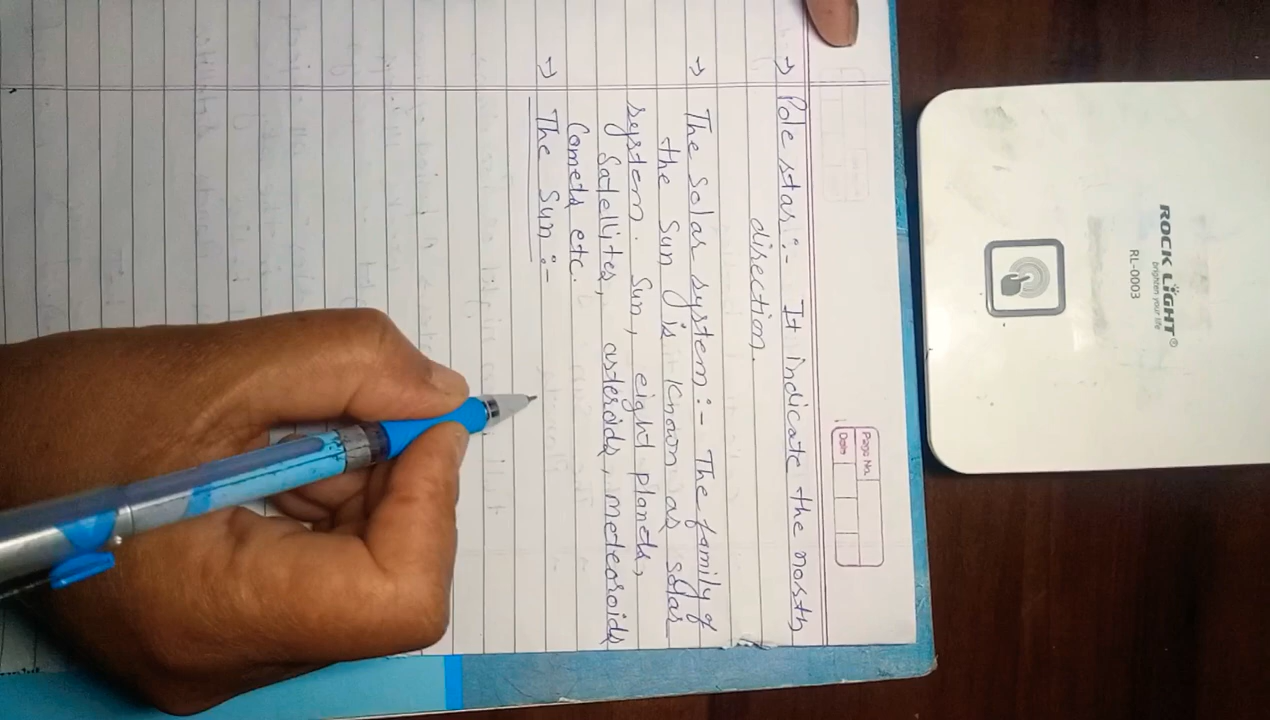 ROCK LIGHT®
brighten your life
RL-0003
Page No.
Date
→ Pole star :- It indicate the north
direction.
→ The Solar system :- The family of
the Sun is known as solar
system. Sun, eight planets,
Satellites, asteroids, meteoroids
Comets etc.
→ The Sun :-